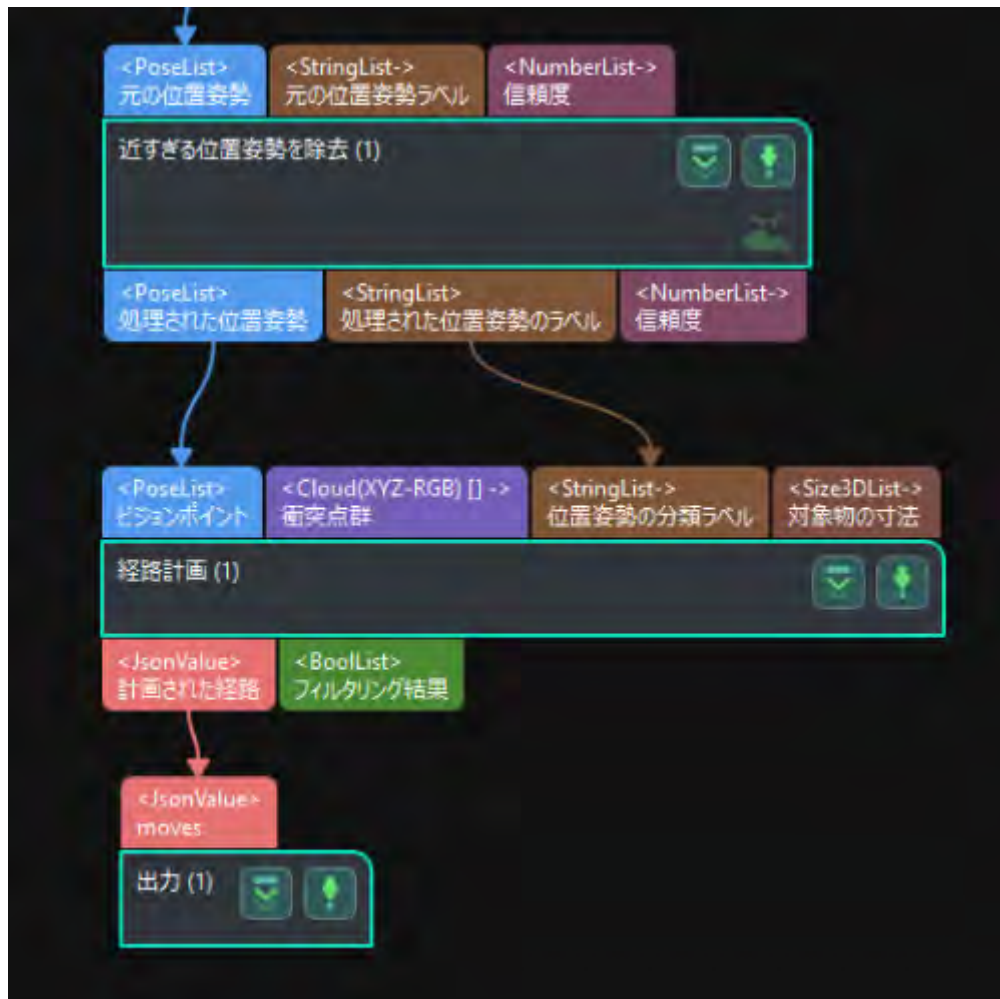 <PoseList>
元の位置姿勢
<StringList->
元の位置姿勢ラベル
<NumberList->
信頼度
近すぎる位置姿勢を除去 (1)
<PoseList>
処理された位置姿勢
<StringList>
処理された位置姿勢のラベル
<NumberList->
信頼度
<PoseList>
ビジョンポイント
<Cloud(XYZ-RGB) [] ->
衝突点群
<StringList->
位置姿勢の分類ラベル
<Size3DList->
対象物の寸法
経路計画 (1)
<JsonValue>
計画された経路
<BoolList>
フィルタリング結果
<JsonValue>
moves
出力 (1)